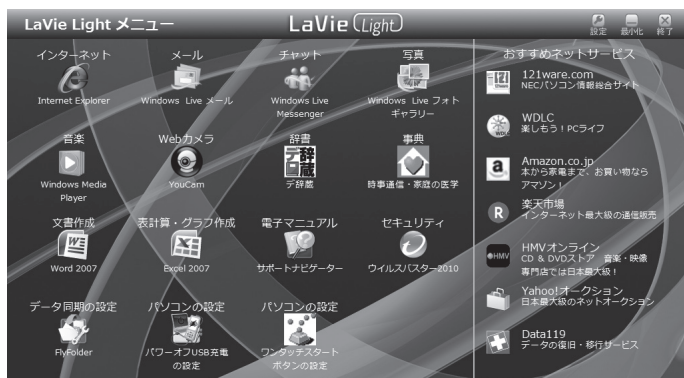 LaVie Light メニュー
LaVie Light
設定 最小化 終了
インターネット
Internet Explorer
メール
Windows Live メール
チャット
Windows Live
Messenger
写真
Windows Live フォト
ギャラリー
音楽
Windows Media
Player
Webカメラ
YouCam
辞書
デ辞蔵
デ辞蔵
事典
時事通信・家庭の医学
文書作成
Word 2007
表計算・グラフ作成
Excel 2007
電子マニュアル
サポートナビゲーター
セキュリティ
ウイルスバスター2010
データ同期の設定
FlyFolder
パソコンの設定
パワーオフUSB充電
の設定
パソコンの設定
ワンタッチスタート
ボタンの設定
おすすめネットサービス
121
121ware.com
NECパソコン情報総合サイト
WDLC
WDLC
楽しもう！PCライフ
a
Amazon.co.jp
本から家電まで、お買い物なら
アマゾン！
R
楽天市場
インターネット最大級の通信販売
HMV
HMVオンライン
CD & DVDストア 音楽・映像
専門店では日本最大級！
Yahoo!オークション
日本最大級のネットオークション
Data119
データの復旧・移行サービス